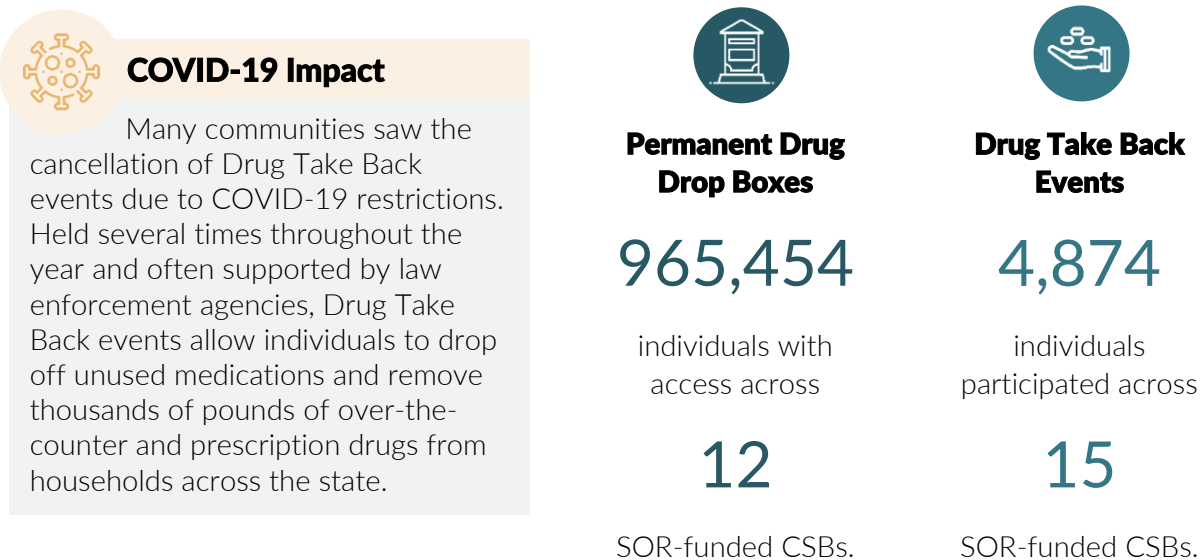 COVID-19 Impact
Many communities saw the
cancellation of Drug Take Back
events due to COVID-19 restrictions.
Held several times throughout the
year and often supported by law
enforcement agencies, Drug Take
Back events allow individuals to drop
off unused medications and remove
thousands of pounds of over-the-
counter and prescription drugs from
households across the state.
Permanent Drug
Drop Boxes
965,454
individuals with
access across
12
SOR-funded CSBs.
Drug Take Back
Events
4,874
individuals
participated across
15
SOR-funded CSBs.